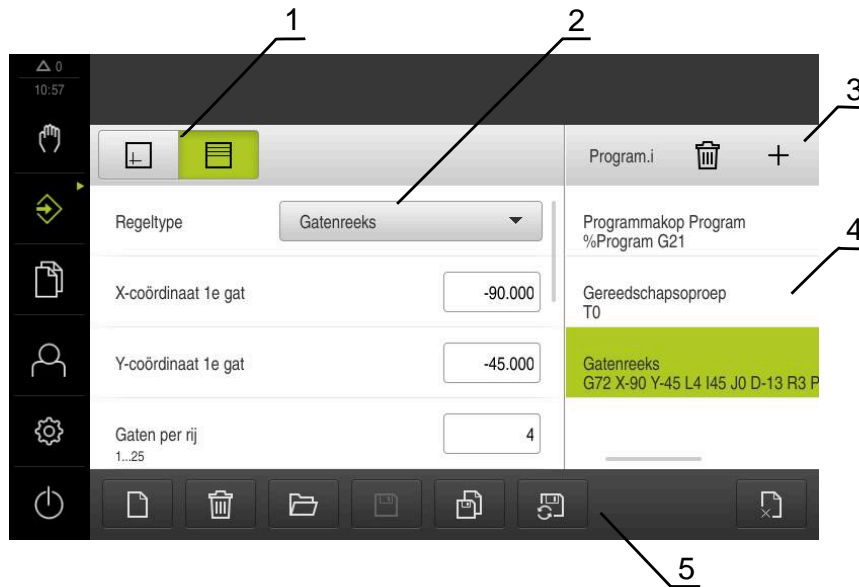 1
2
3
0
10:57
Program.i
Regeltype
Gatenreeks
Programmakop Program
%Program G21
4
X-coördinaat 1e gat
-90.000
Gereedschapsoproep
T0
Y-coördinaat 1e gat
-45.000
Gatenreeks
G72 X-90 Y-45 L4 I45 J0 D-13 R3 P
Gaten per rij
1...25
4
5